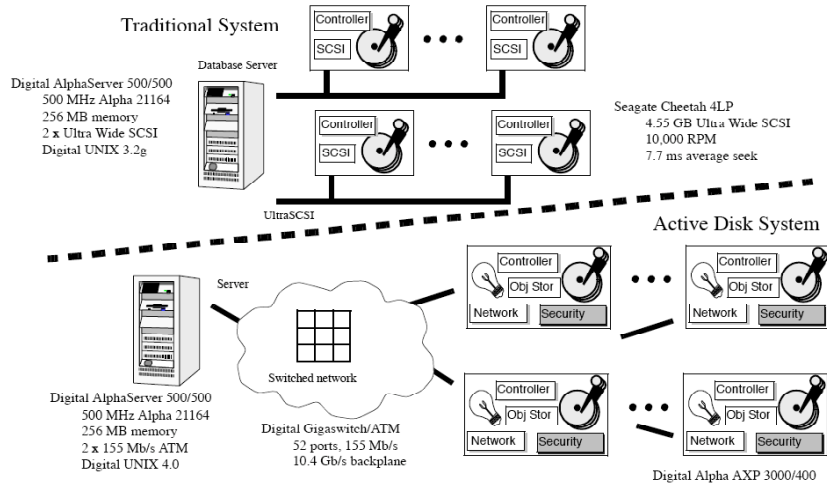 Traditional System
Controller
SCSI
Controller
SCSI
Database Server
Digital AlphaServer 500/500
500 MHz Alpha 21164
256 MB memory
2 x Ultra Wide SCSI
Digital UNIX 3.2g
Controller
SCSI
Controller
SCSI
Seagate Cheetah 4LP
4.55 GB Ultra Wide SCSI
10,000 RPM
7.7 ms average seek
UltraSCSI
Active Disk System
Server
Controller
Obj Stor
Network
Security
Controller
Obj Stor
Network
Security
Switched network
Digital AlphaServer 500/500
500 MHz Alpha 21164
256 MB memory
2 x 155 Mb/s ATM
Digital UNIX 4.0
Digital Gigaswitch/ATM
52 ports, 155 Mb/s
10.4 Gb/s backplane
Controller
Obj Stor
Network
Security
Controller
Obj Stor
Network
Security
Digital Alpha AXP 3000/400